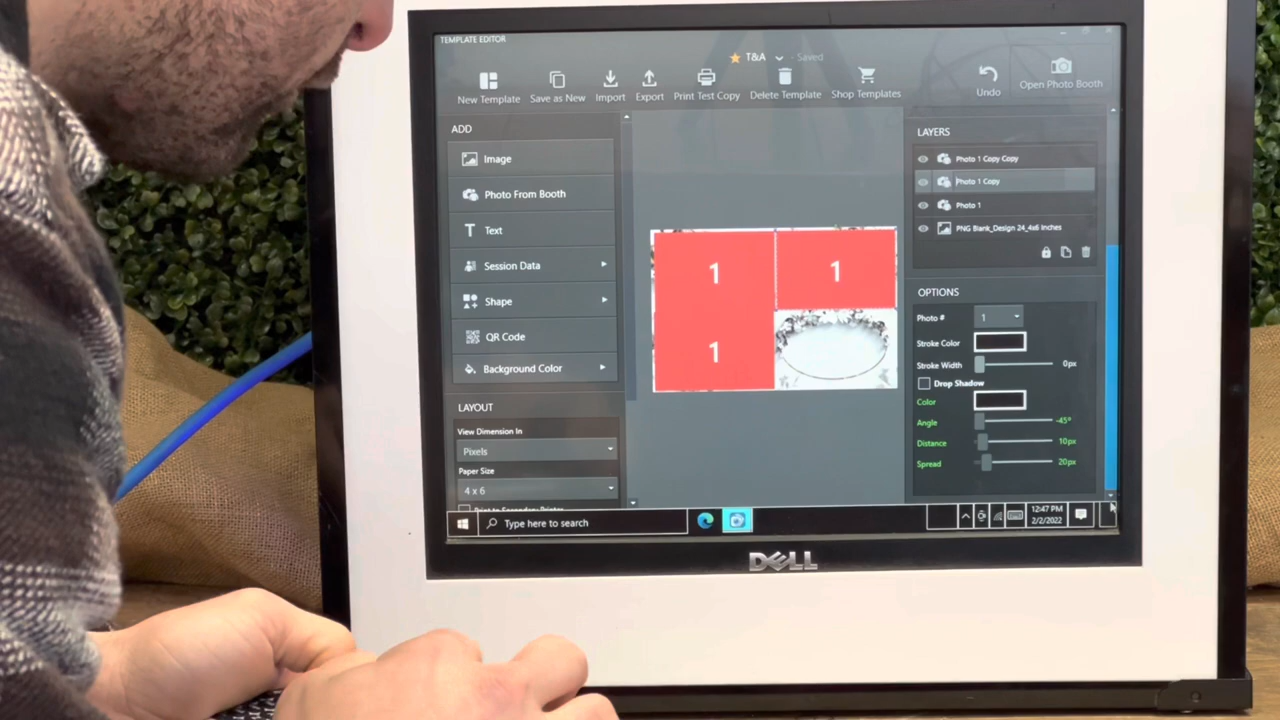 TEMPLATE EDITOR
T&A - Saved
New Template Save as New Import Export Print Test Copy Delete Template Shop Templates Undo Open Photo Booth
ADD
Image
Photo From Booth
Text
Session Data
Shape
QR Code
Background Color
LAYOUT
View Dimension In
Pixels
Paper Size
4 x 6
Print to Secondary Printer
1 1
1
LAYERS
Photo 1 Copy Copy
Photo 1 Copy
Photo 1
PNG Blank_Design 24_4x6 Inches
OPTIONS
Photo # 1
Stroke Color
Stroke Width 0px
Drop Shadow
Color
Angle -45°
Distance 10px
Spread 20px
Type here to search
12:47 PM
2/2/2022
DELL